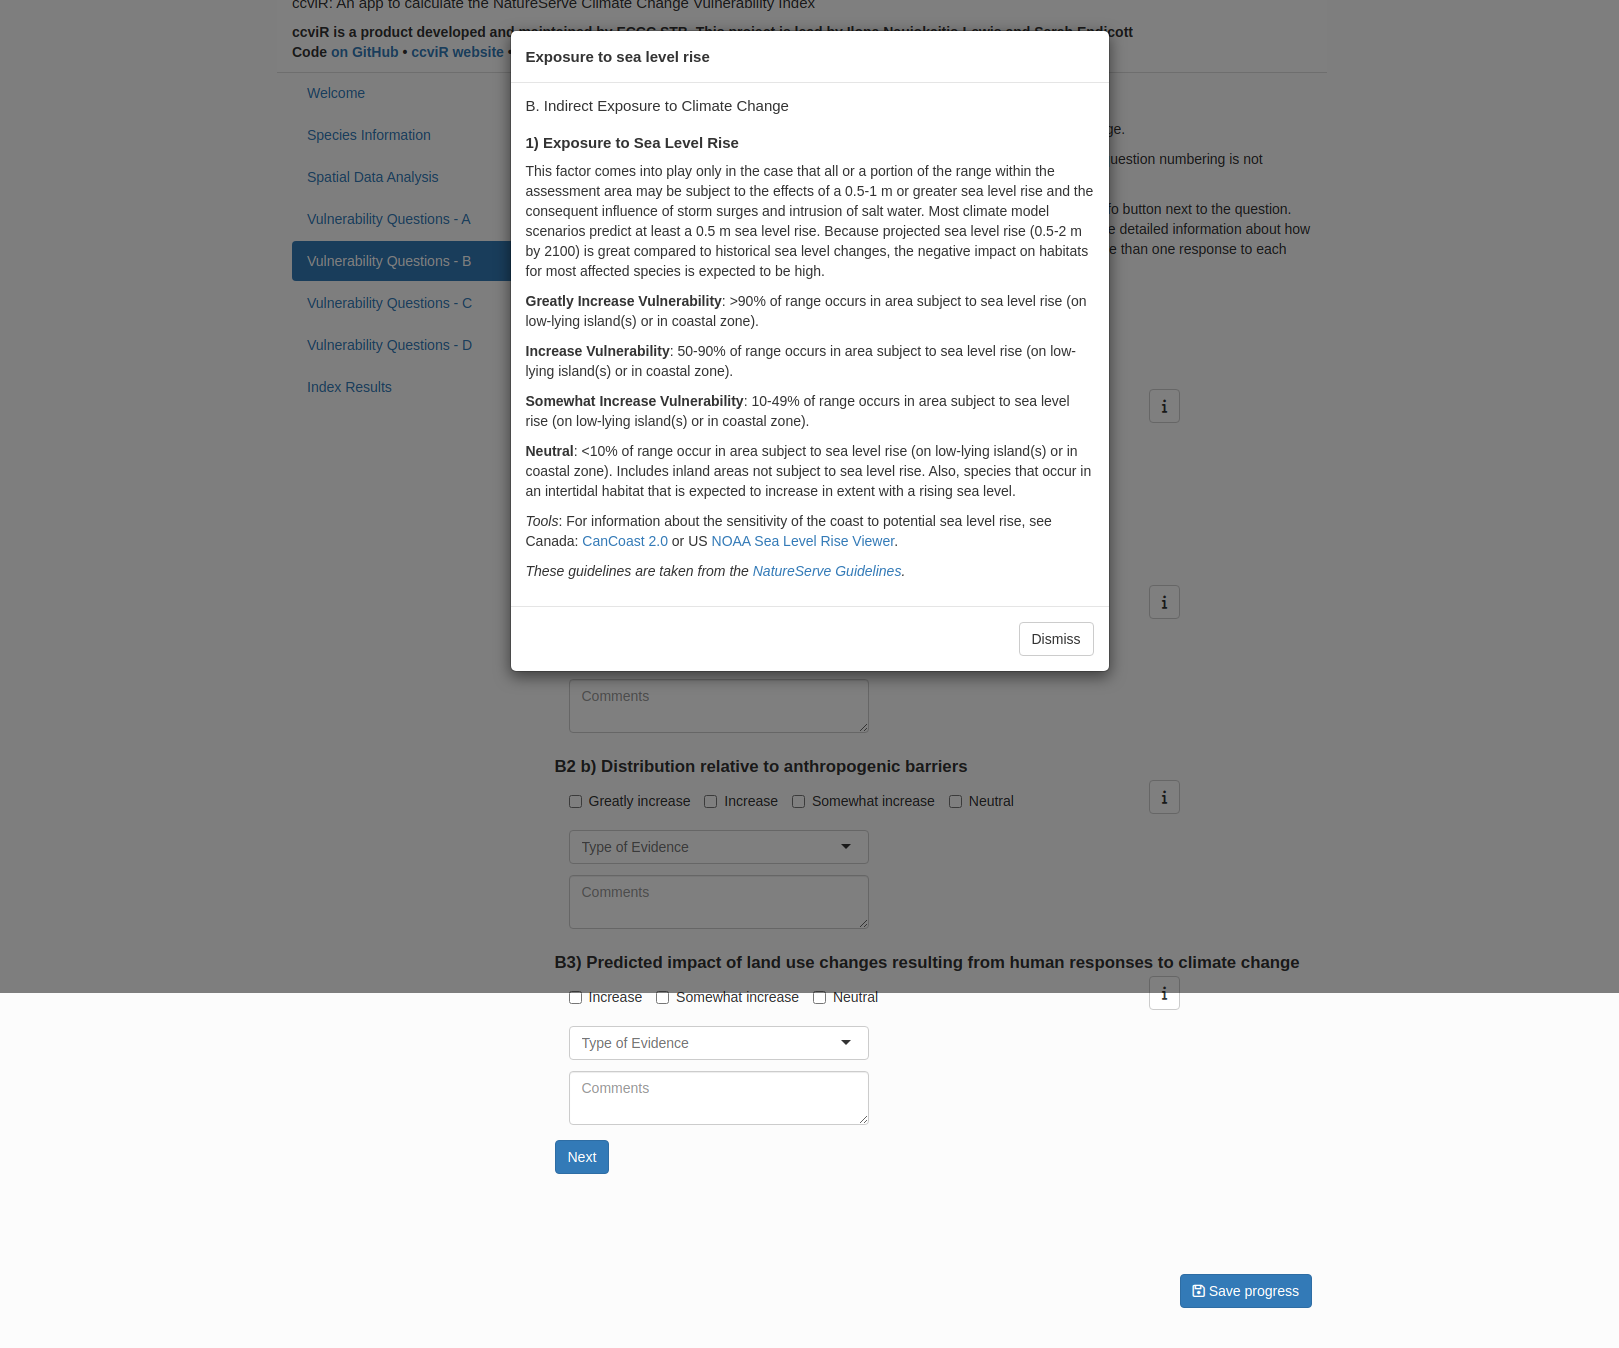 ccviR: An app to calculate the NatureServe Climate Change Vulnerability Index
ccviR is a product developed and maintained by ECCC STB. This project is lead by Ilona Naujokaitis-Lewis and Sarah Endicott
Code on GitHub • ccviR website •
Welcome
Species Information
Spatial Data Analysis
Vulnerability Questions - A
Vulnerability Questions - B
Vulnerability Questions - C
Vulnerability Questions - D
Index Results
question numbering is not
button next to the question.
detailed information about how
than one response to each
Exposure to sea level rise
B. Indirect Exposure to Climate Change
1) Exposure to Sea Level Rise
This factor comes into play only in the case that all or a portion of the range within the
assessment area may be subject to the effects of a 0.5-1 m or greater sea level rise and the
consequent influence of storm surges and intrusion of salt water. Most climate model
scenarios predict at least a 0.5 m sea level rise. Because projected sea level rise (0.5-2 m
by 2100) is great compared to historical sea level changes, the negative impact on habitats
for most affected species is expected to be high.
Greatly Increase Vulnerability: >90% of range occurs in area subject to sea level rise (on
low-lying island(s) or in coastal zone).
Increase Vulnerability: 50-90% of range occurs in area subject to sea level rise (on low-
lying island(s) or in coastal zone).
Somewhat Increase Vulnerability: 10-49% of range occurs in area subject to sea level
rise (on low-lying island(s) or in coastal zone).
Neutral: <10% of range occur in area subject to sea level rise (on low-lying island(s) or in
coastal zone). Includes inland areas not subject to sea level rise. Also, species that occur in
an intertidal habitat that is expected to increase in extent with a rising sea level.
Tools: For information about the sensitivity of the coast to potential sea level rise, see
Canada: CanCoast 2.0 or US NOAA Sea Level Rise Viewer.
These guidelines are taken from the NatureServe Guidelines.
Dismiss
Comments
B2 b) Distribution relative to anthropogenic barriers
Greatly increase Increase Somewhat increase Neutral
Type of Evidence
Comments
B3) Predicted impact of land use changes resulting from human responses to climate change
Increase Somewhat increase Neutral
Type of Evidence
Comments
Next
Save progress